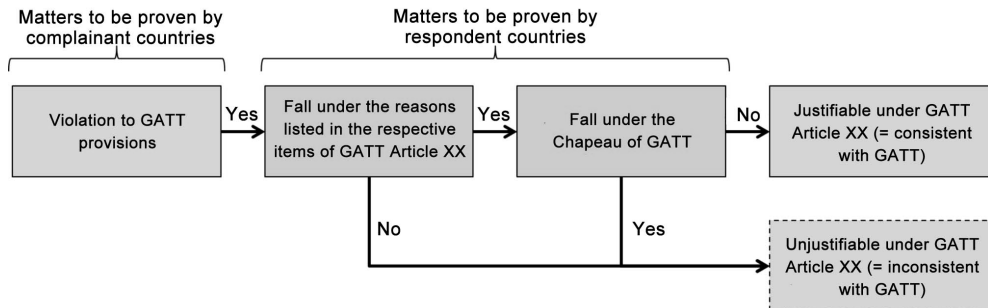 Matters to be proven by
complainant countries
Matters to be proven by
respondent countries
Violation to GATT
provisions
Yes
Fall under the reasons
listed in the respective
items of GATT Article XX
Yes
Fall under the
Chapeau of GATT
No
Justifiable under GATT
Article XX (= consistent
with GATT)
No
Yes
Unjustifiable under GATT
Article XX (= inconsistent
with GATT)